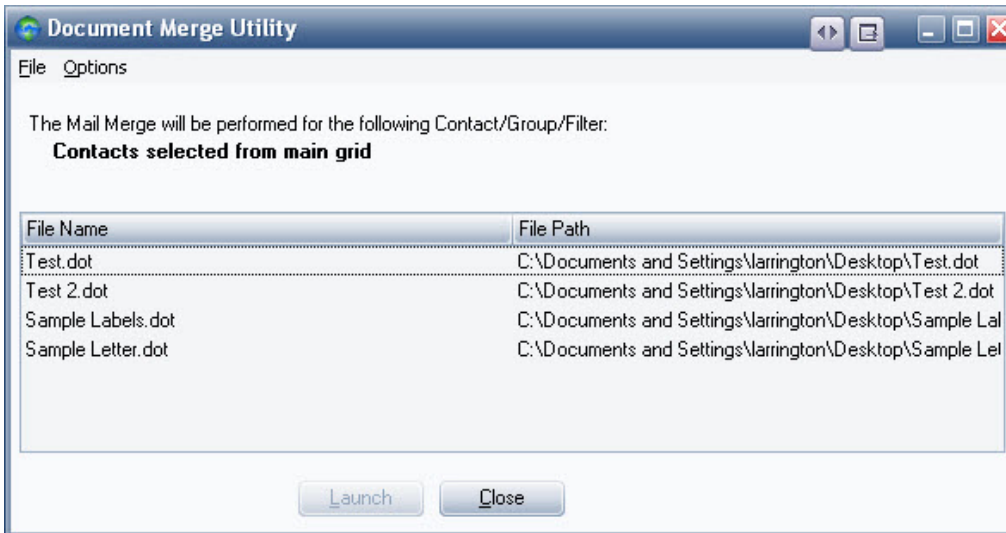 Document Merge Utility
File Options
The Mail Merge will be performed for the following Contact/Group/Filter:
Contacts selected from main grid
File Name File Path
Test.dot C:\Documents and Settings\larrington\Desktop\Test.dot
Test 2.dot C:\Documents and Settings\larrington\Desktop\Test 2.dot
Sample Labels.dot C:\Documents and Settings\larrington\Desktop\Sample Lal
Sample Letter.dot C:\Documents and Settings\larrington\Desktop\Sample Let
Launch Close